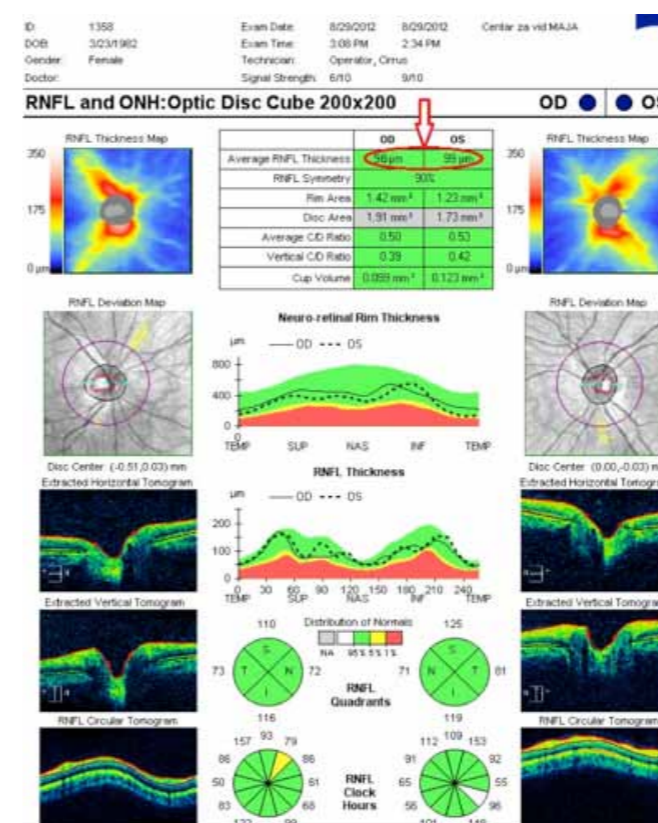 ID: 1358 Exam Date: 8/29/2012 8/29/2012 Centar za vid MAJA
DOB: 3/23/1982 Exam Time: 3:08 PM 2:34 PM
Gender: Female Technician: Operator, Cirrus
Doctor: Signal Strength: 6/10 9/10
RNFL and ONH:Optic Disc Cube 200x200 OD OS
RNFL Thickness Map
RNFL Thickness Map
350
175
0 µm
350
175
0 µm
OD OS
Average RNFL Thickness 99 µm
RNFL Symmetry 90%
Rim Area 1.42 mm² 1.23 mm²
Disc Area 1.91 mm² 1.73 mm²
Average C/D Ratio 0.50 0.53
Vertical C/D Ratio 0.39 0.42
Cup Volume 0.099 mm³ 0.123 mm³
RNFL Deviation Map
RNFL Deviation Map
Neuro-retinal Rim Thickness
µm OD OS
800
400
0
0
TEMP SUP NAS INF TEMP
Disc Center (-0.51,0.03) mm
Disc Center (0.00,-0.03) m
Extracted Horizontal Tomogram
Extracted Horizontal Tomogr
RNFL Thickness
µm OD OS
200
100
0
0 30 60 90 120 150 180 210 240
TEMP SUP NAS INF TEMP
Extracted Vertical Tomogram
Extracted Vertical Tomogra
Distribution of Normals
NA 95% 5% 1%
110
73 T S N I 72
116
125
71 N S T I 81
119
RNFL
Quadrants
RNFL Circular Tomogram
RNFL Circular Tomogram
157 93 79
86 86
50 61
83 68
RNFL
Clock
Hours
112 109 153
91 92
65 55
56 96